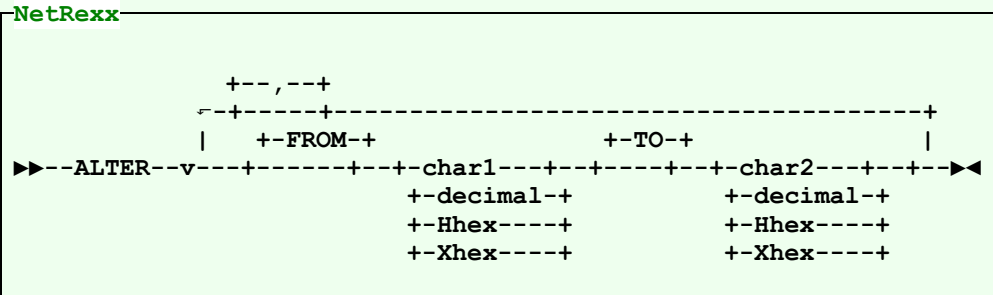 NetRexx
+--,--+
⬐-+-----+---------------------------------------+
| +-FROM-+ +-TO-+ |
►►--ALTER--v---+------+--+-char1---+--+----+--+-char2---+--+--►◄
+-decimal-+ +-decimal-+
+-Hhex----+ +-Hhex----+
+-Xhex----+ +-Xhex----+